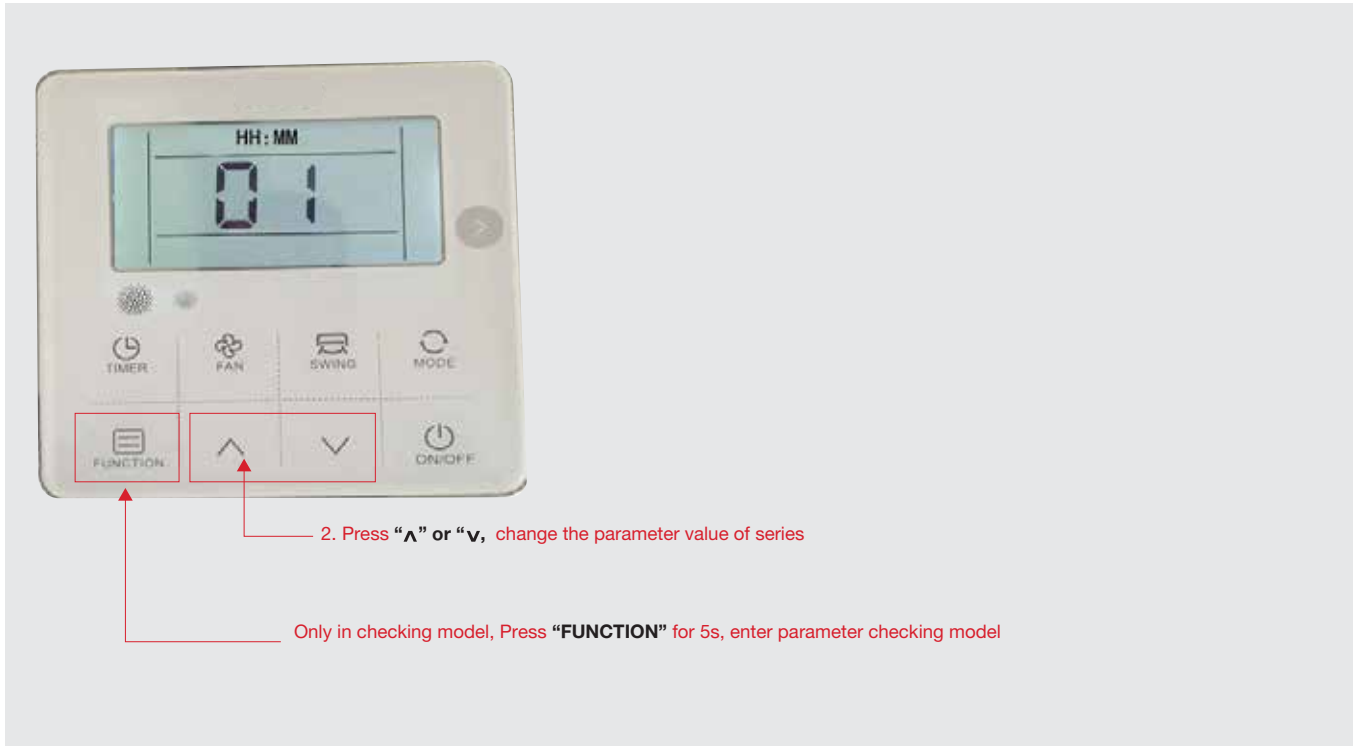 HH:MM
01
TIMER FAN SWING MODE
FUNCTION ON/OFF
2. Press “∧” or “∨, change the parameter value of series
Only in checking model, Press “FUNCTION” for 5s, enter parameter checking model